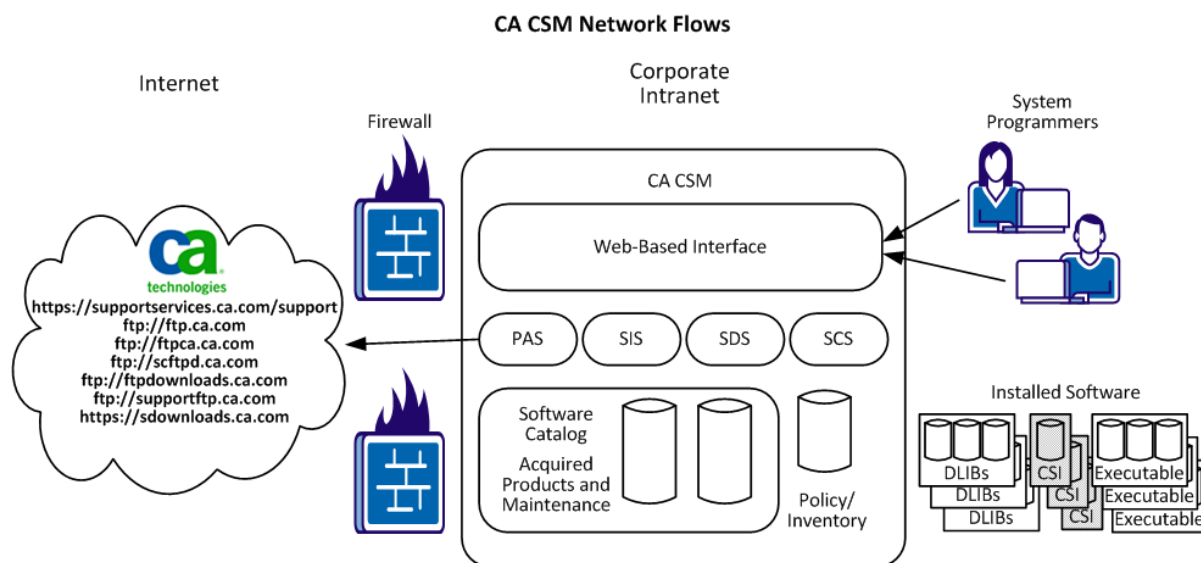 CA CSM Network Flows
Internet
Corporate
Intranet
Firewall
System
Programmers
CA CSM
Web-Based Interface
ca
technologies
https://supportservices.ca.com/support
ftp://ftp.ca.com
ftp://ftpca.com
ftp://scftpd.ca.com
ftp://ftpdownloads.ca.com
ftp://supportftp.ca.com
https://sdownloads.ca.com
PAS
SIS
SDS
SCS
Software
Catalog
Acquired
Products and
Maintenance
Policy/
Inventory
Installed Software
DLIBs
CSI
Executable
DLIBs
CSI
Executable
DLIBs
CSI
Executable